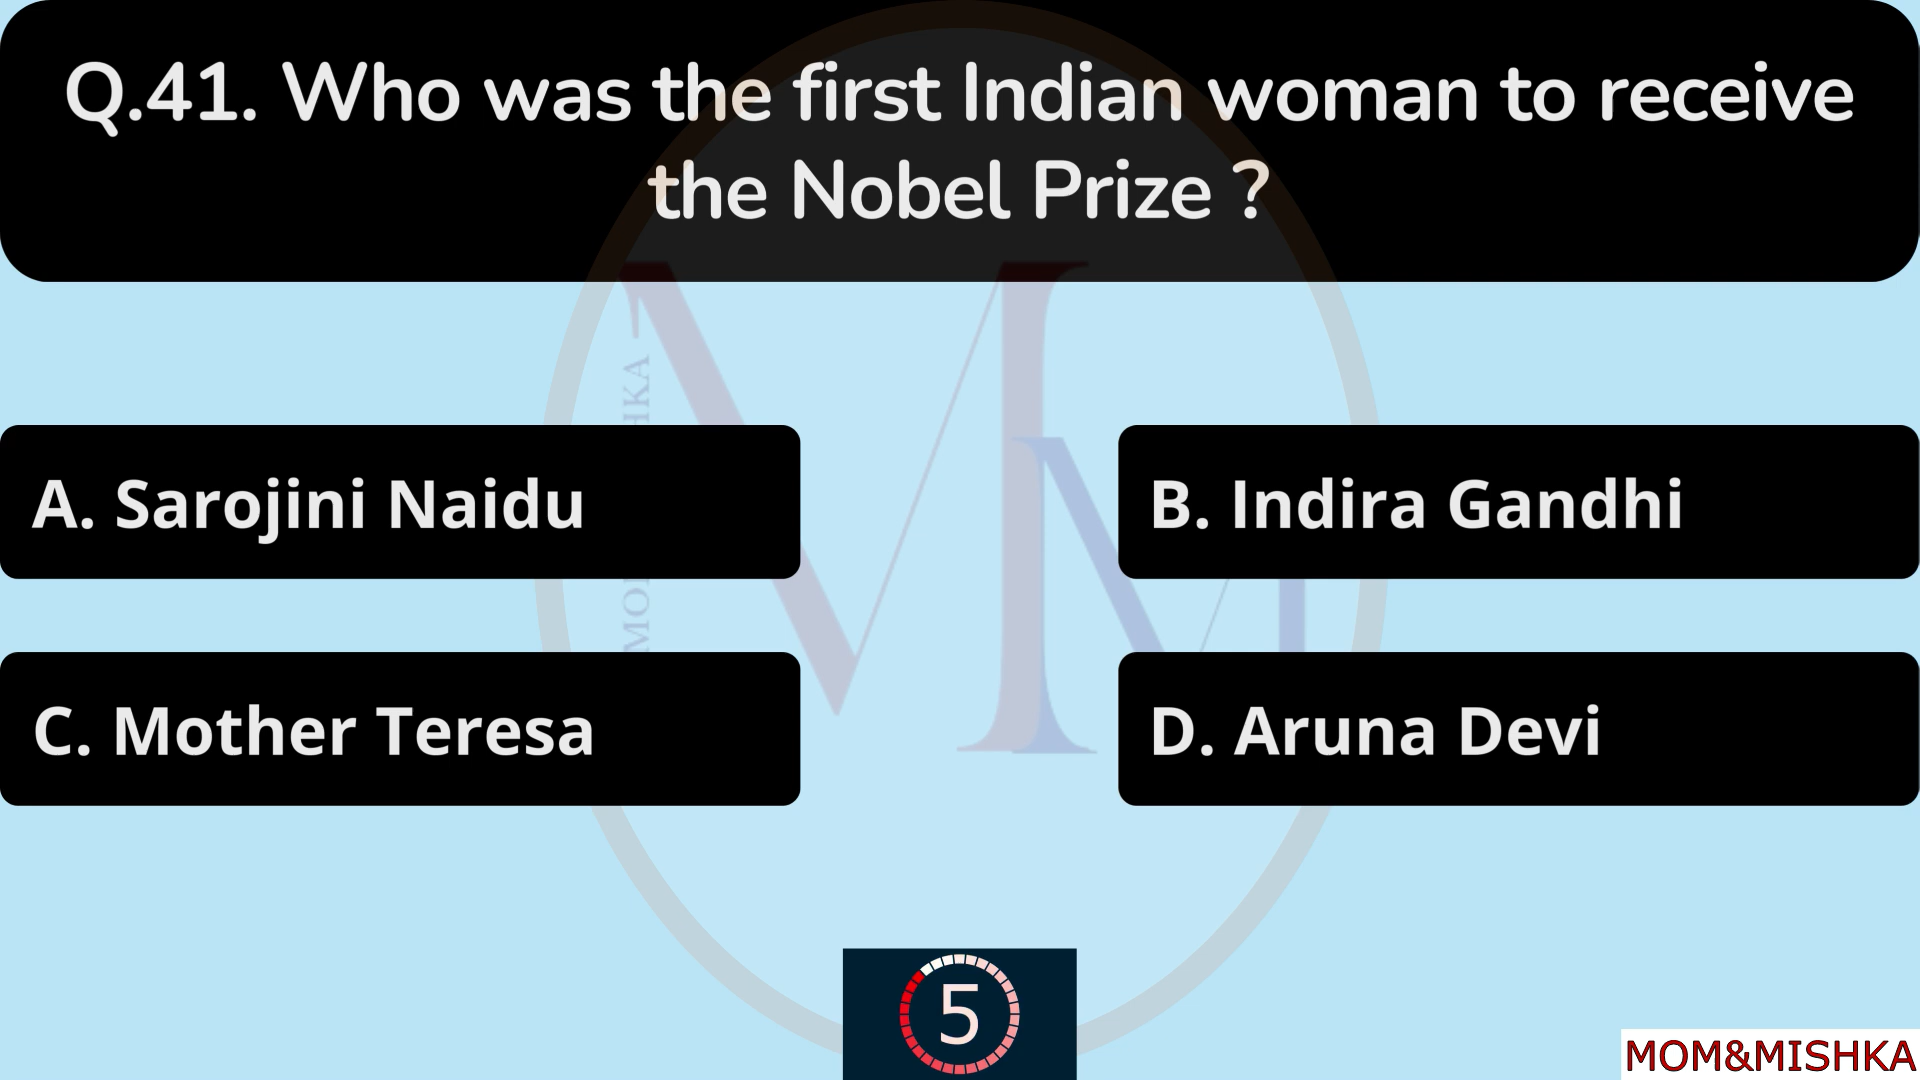 Q.41. Who was the first Indian woman to receive
the Nobel Prize ?
A. Sarojini Naidu
B. Indira Gandhi
C. Mother Teresa
D. Aruna Devi
5
MOM&MISHKA